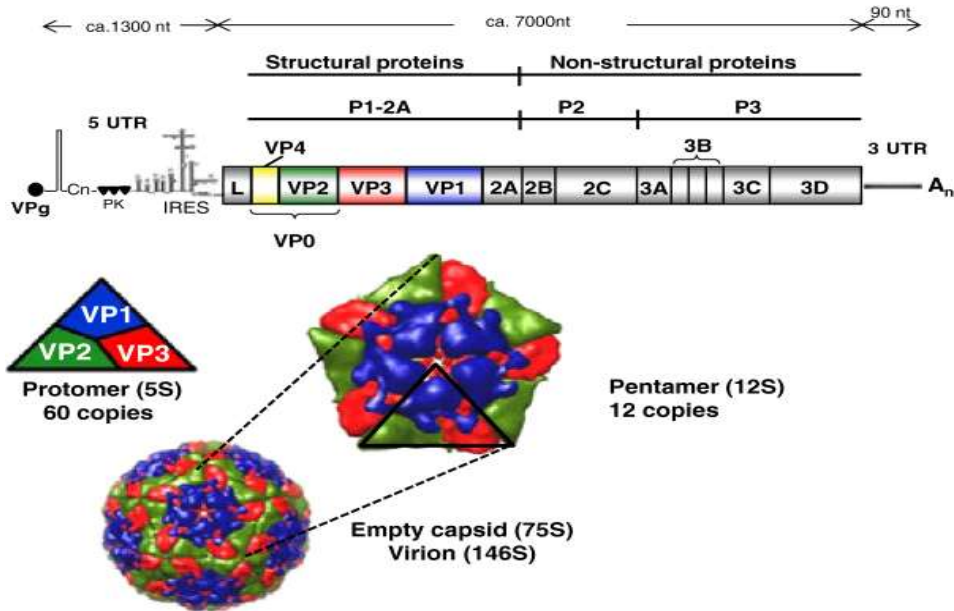 ca.1300 nt
ca. 7000nt
90 nt
Structural proteins
Non-structural proteins
P1-2A
P2
P3
5 UTR
VP4
3B
3 UTR
VPg
Cn
PK
IRES
L
VP2
VP3
VP1
2A
2B
2C
3A
3C
3D
An
VP0
VP1
VP2
VP3
Protomer (5S)
60 copies
Pentamer (12S)
12 copies
Empty capsid (75S)
Virion (146S)